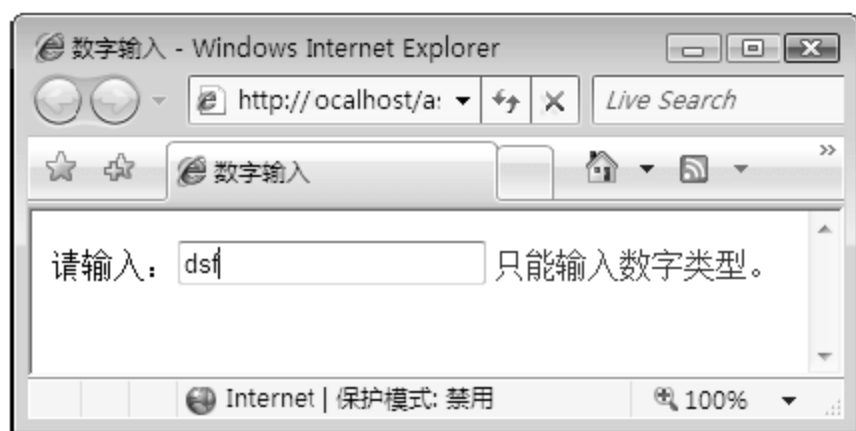 数字输入 - Windows Internet Explorer
http://ocalhost/a: Live Search
数字输入
请输入： dsf 只能输入数字类型。
Internet | 保护模式: 禁用 100%